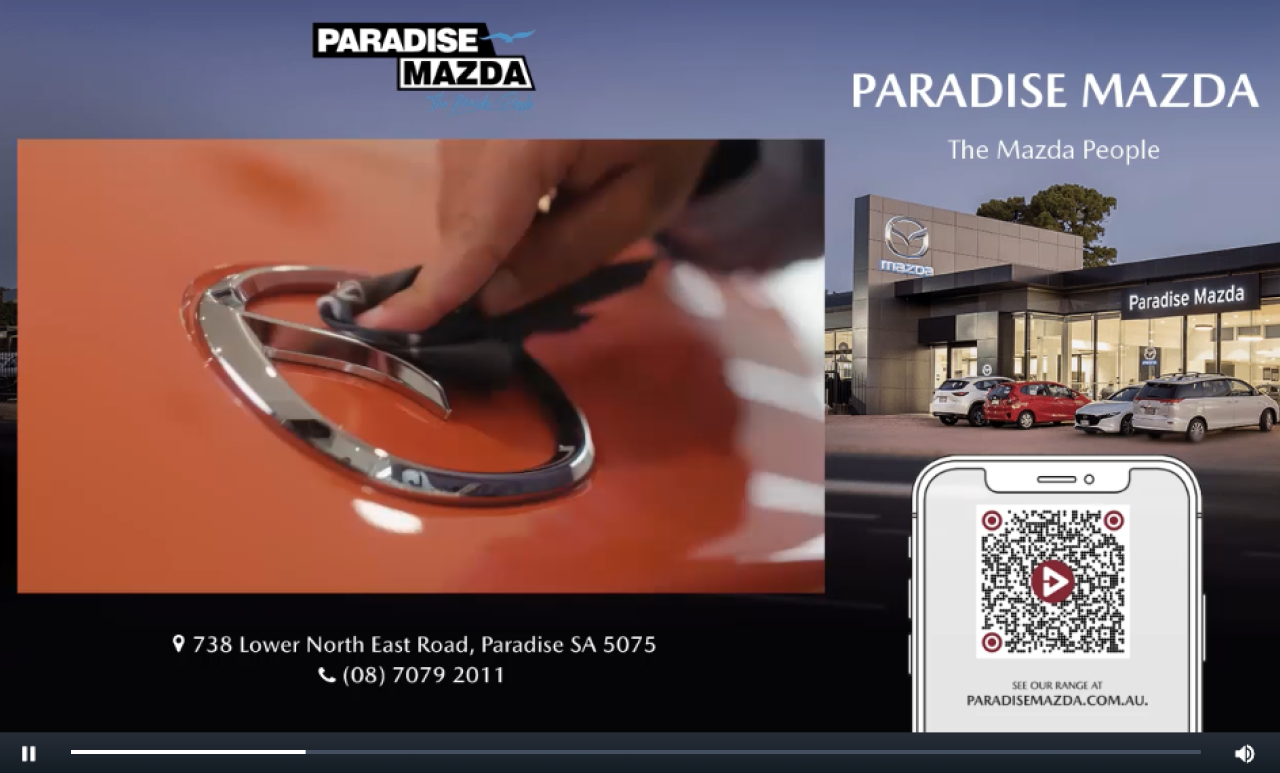 PARADISE
MAZDA
PARADISE MAZDA
The Mazda People
mazda
Paradise Mazda
738 Lower North East Road, Paradise SA 5075
(08) 7079 2011
SEE OUR RANGE AT
PARADISEMAZDA.COM.AU.